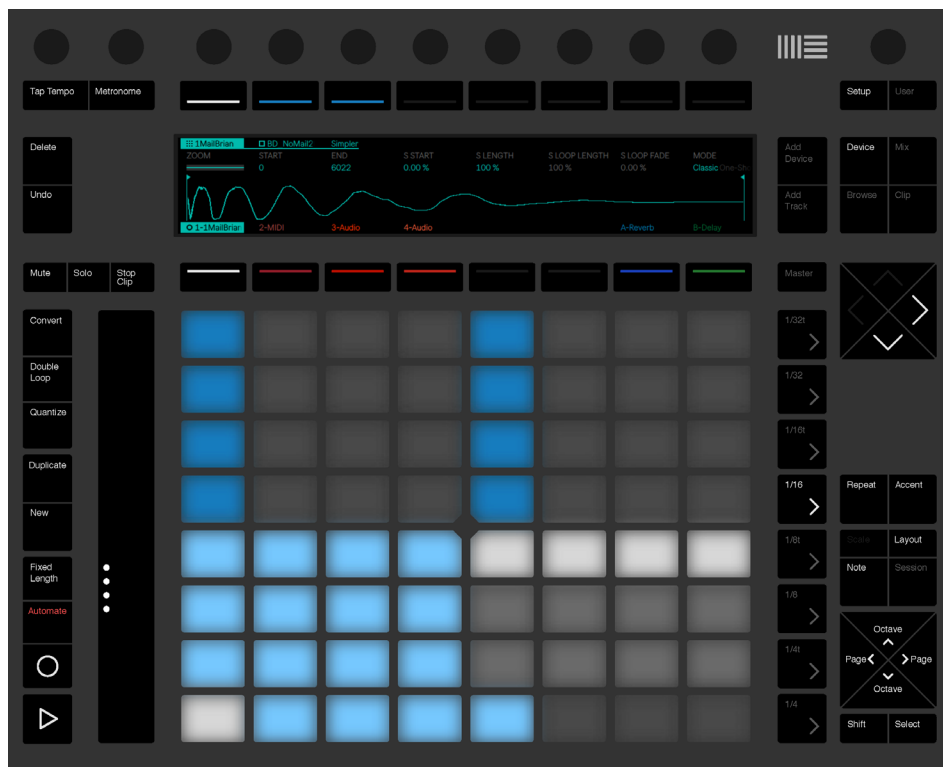 Tap Tempo Metronome Setup User
Delete 1MailBrian BD_NoMail2 Simpler Add Device Device Mix
ZOOM START END S START S LENGTH S LOOP LENGTH S LOOP FADE MODE
0 6022 0.00 % 100 % 100 % 0.00 % Classic One-Sh
Undo Add Track Browse Clip
1-1MailBriar 2-MIDI 3-Audio 4-Audio A-Reverb B-Delay
Mute Solo Stop Clip Master
Convert 1/32t
Double Loop 1/32
Quantize 1/16t
Duplicate 1/16 Repeat Accent
New 1/8t Scale Layout
Fixed Length Note Session
Automate 1/8
Octave
1/4t Page Page
Octave
1/4 Shift Select